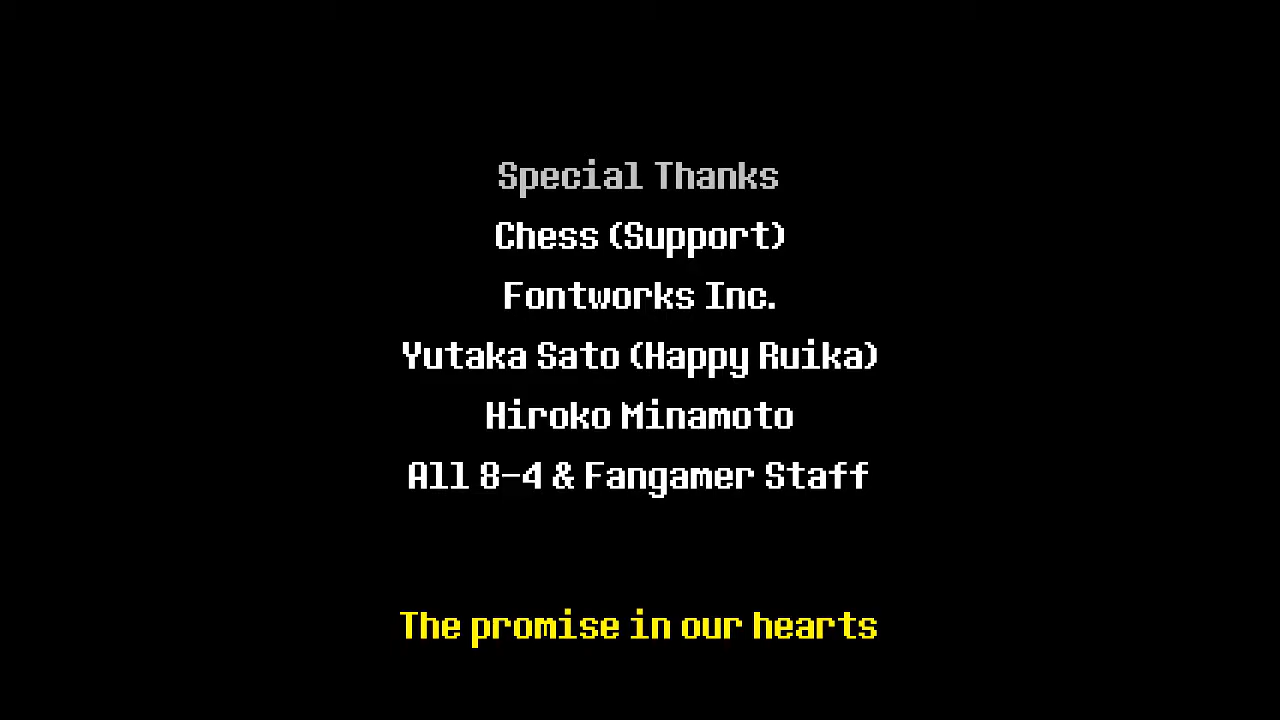 Special Thanks
Chess (Support)
Fontworks Inc.
Yutaka Sato (Happy Ruika)
Hiroko Minamoto
All 8-4 & Fangamer Staff
The promise in our hearts